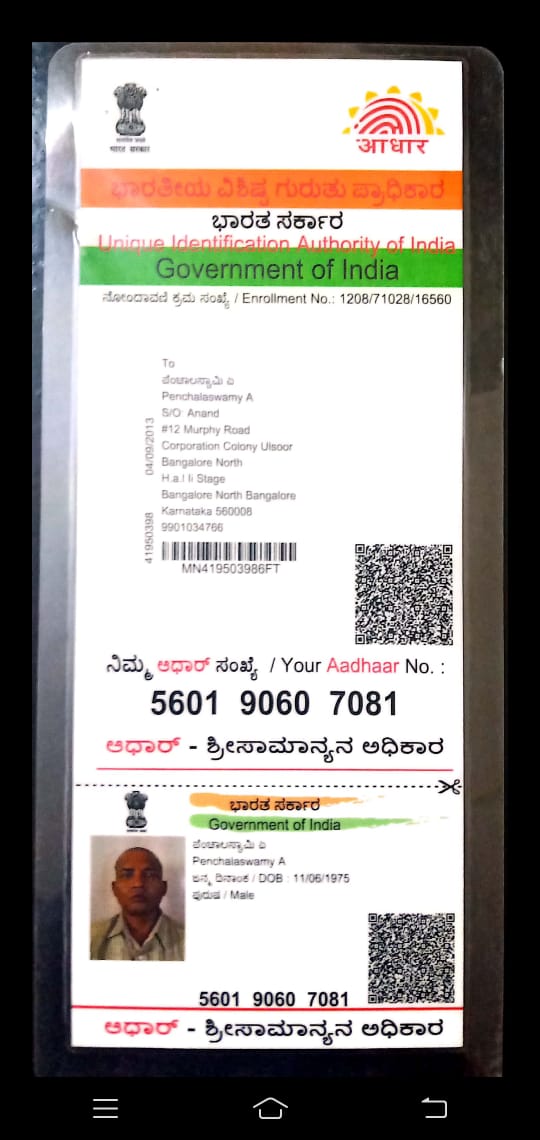 भारत सरकार
आधार
ಭಾರತೀಯ ವಿಶಿಷ್ಟ ಗುರುತು ಪ್ರಾಧಿಕಾರ
ಭಾರತ ಸರ್ಕಾರ
Unique Identification Authority of India
Government of India
ನೋಂದಾವಣೆ ಕ್ರಮ ಸಂಖ್ಯೆ / Enrollment No.: 1208/71028/16560
To
ಪೆಂಚಾಲಸ್ವಾಮಿ ಏ
Penchalaswamy A
S/O: Anand
#12 Murphy Road
Corporation Colony Ulsoor
Bangalore North
H.a.l Ii Stage
Bangalore North Bangalore
Karnataka 560008
9901034766
41950398 04/09/2013
MN419503986FT
ನಿಮ್ಮ ಆಧಾರ್ ಸಂಖ್ಯೆ / Your Aadhaar No. :
5601 9060 7081
ಆಧಾರ್ - ಶ್ರೀಸಾಮಾನ್ಯನ ಅಧಿಕಾರ
ಭಾರತ ಸರ್ಕಾರ
Government of India
ಪೆಂಚಾಲಸ್ವಾಮಿ ಏ
Penchalaswamy A
ಜನ್ಮ ದಿನಾಂಕ / DOB : 11/06/1975
ಪುರುಷ / Male
5601 9060 7081
ಆಧಾರ್ - ಶ್ರೀಸಾಮಾನ್ಯನ ಅಧಿಕಾರ